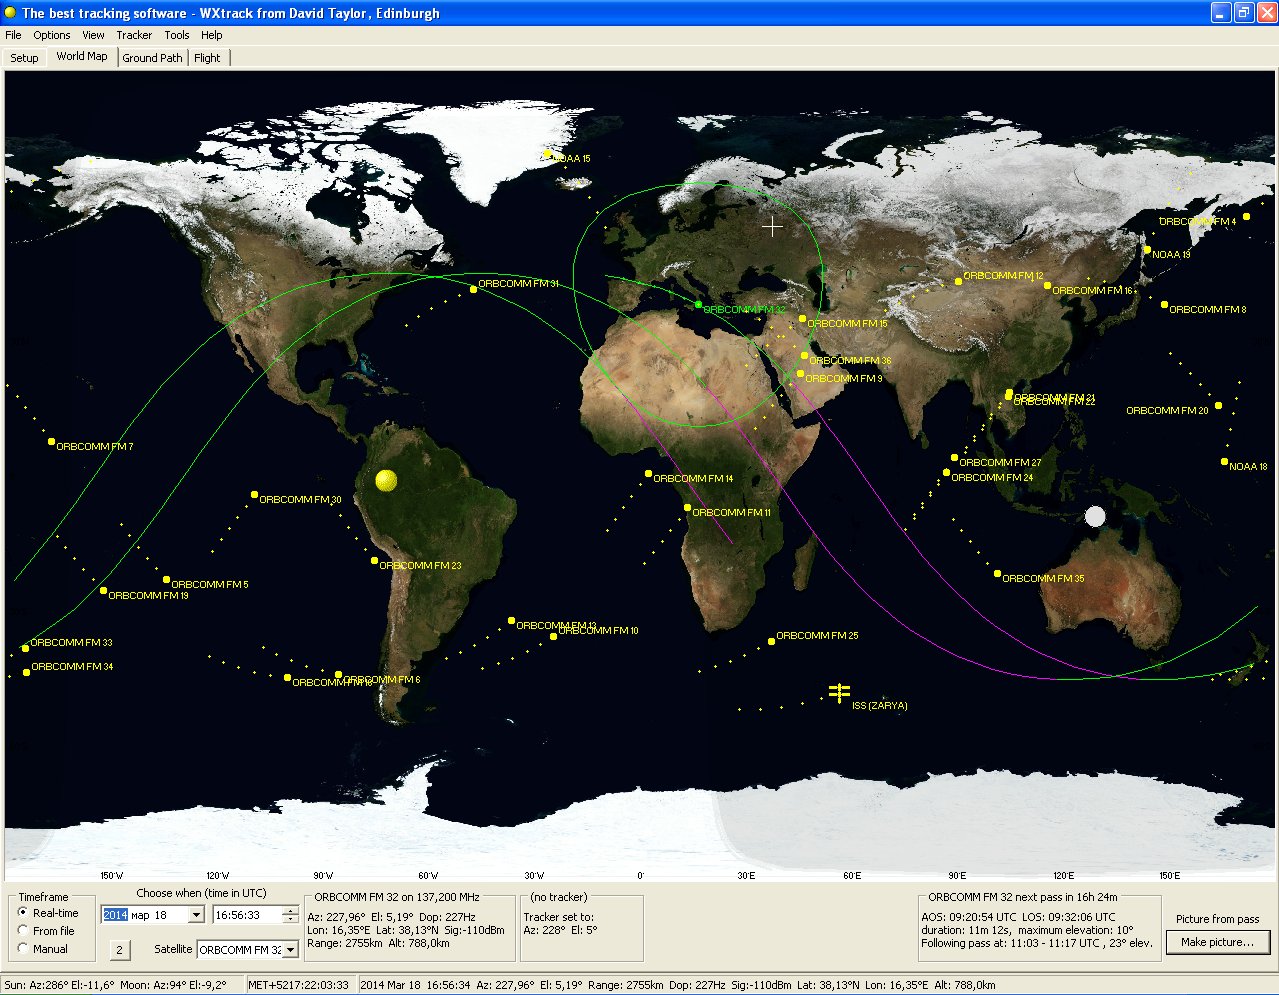 The best tracking software - WXtrack from David Taylor, Edinburgh
File Options View Tracker Tools Help
Setup World Map Ground Path Flight
NOAA 15
ORBCOMM FM 4
NOAA 19
ORBCOMM FM 12
ORBCOMM FM 31
ORBCOMM FM 16
ORBCOMM FM 32
ORBCOMM FM 8
ORBCOMM FM 15
ORBCOMM FM 36
ORBCOMM FM 9
ORBCOMM FM 21
ORBCOMM FM 22
ORBCOMM FM 20
ORBCOMM FM 7
ORBCOMM FM 27
NOAA 18
ORBCOMM FM 14
ORBCOMM FM 24
ORBCOMM FM 30
ORBCOMM FM 11
ORBCOMM FM 23
ORBCOMM FM 35
ORBCOMM FM 5
ORBCOMM FM 19
ORBCOMM FM 13
ORBCOMM FM 10
ORBCOMM FM 25
ORBCOMM FM 33
ORBCOMM FM 34
ORBCOMM FM 6
ISS (ZARYA)
150°W 120°W 90°W 60°W 30°W 0° 30°E 60°E 90°E 120°E 150°E
Timeframe
Real-time
From file
Manual
Choose when (time in UTC)
2014 мар 18 16:56:33
2 Satellite ORBCOMM FM 32
ORBCOMM FM 32 on 137,200 MHz
Az: 227,96° El: 5,19° Dop: 227Hz
Lon: 16,35°E Lat: 38,13°N Sig:-110dBm
Range: 2755km Alt: 788,0km
(no tracker)
Tracker set to:
Az: 228° El: 5°
ORBCOMM FM 32 next pass in 16h 24m
AOS: 09:20:54 UTC LOS: 09:32:06 UTC
duration: 11m 12s, maximum elevation: 10°
Following pass at: 11:03 - 11:17 UTC , 23° elev.
Picture from pass
Make picture...
Sun: Az:286° El:-11,6° Moon: Az:94° El:-9,2° MET+5217:22:03:33 2014 Mar 18 16:56:34 Az: 227,96° El: 5,19° Range: 2755km Dop: 227Hz Sig:-110dBm Lat: 38,13°N Lon: 16,35°E Alt: 788,0km